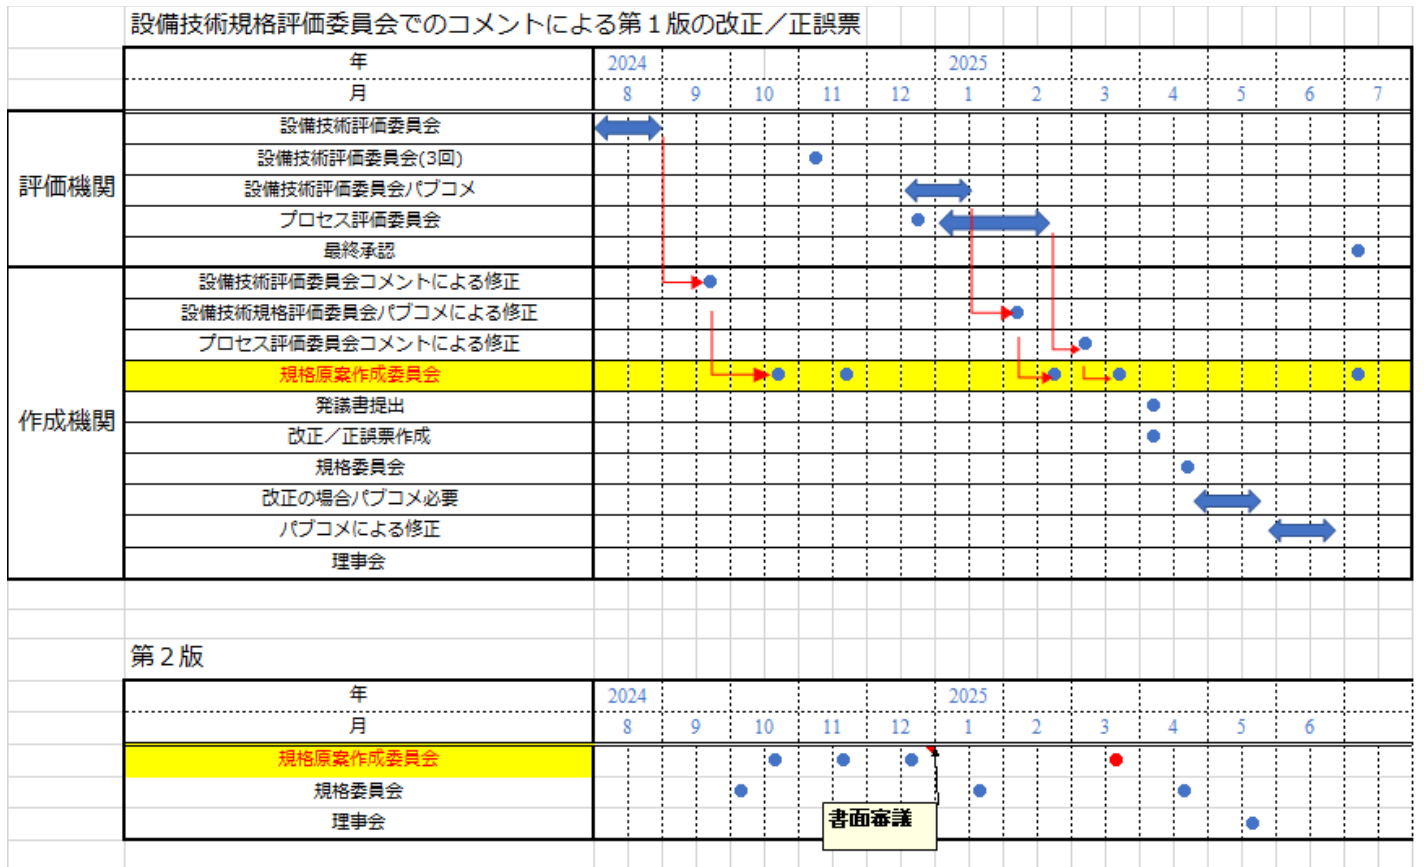 設備技術規格評価委員会でのコメントによる第１版の改正／正誤票
年 2024 2025
月 8 9 10 11 12 1 2 3 4 5 6 7
評価機関
設備技術評価委員会
設備技術評価委員会(3回)
設備技術評価委員会パブコメ
プロセス評価委員会
最終承認
作成機関
設備技術評価委員会コメントによる修正
設備技術規格評価委員会パブコメによる修正
プロセス評価委員会コメントによる修正
規格原案作成委員会
発議書提出
改正／正誤票作成
規格委員会
改正の場合パブコメ必要
パブコメによる修正
理事会
第２版
年 2024 2025
月 8 9 10 11 12 1 2 3 4 5 6
規格原案作成委員会
規格委員会
書面審議
理事会